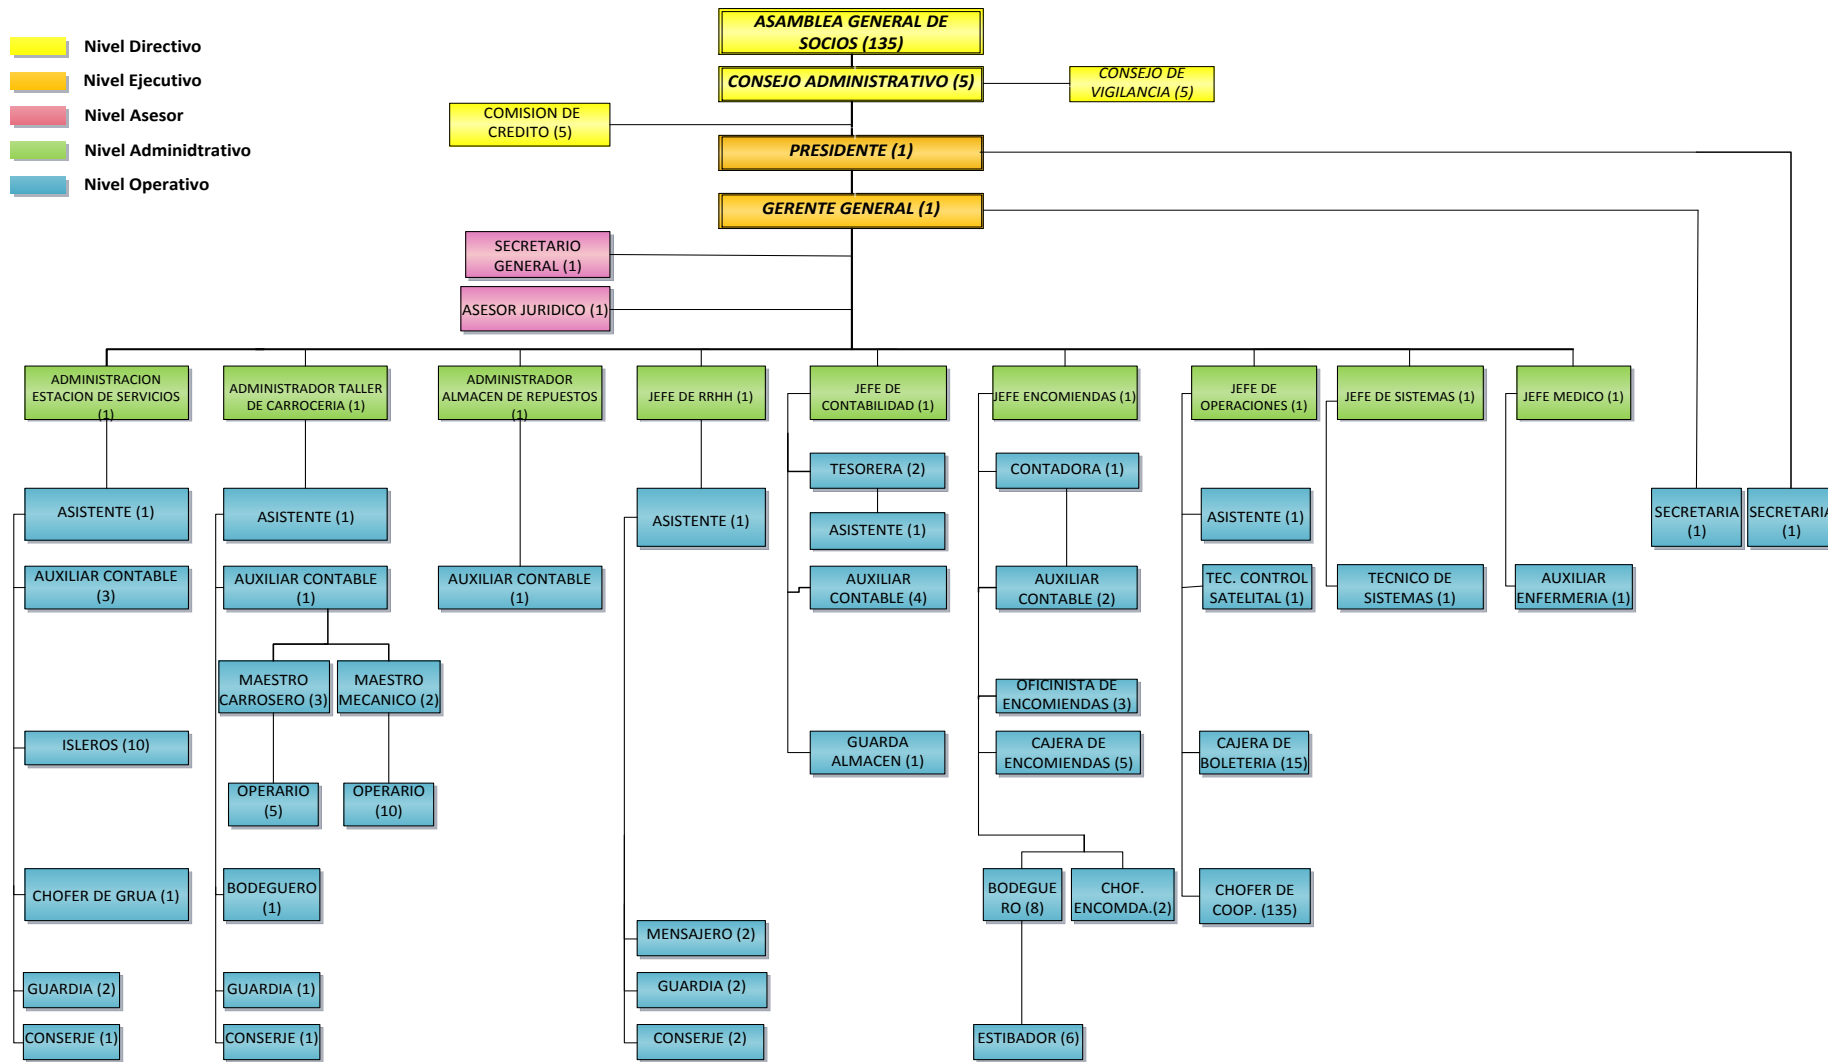 Nivel Directivo
Nivel Ejecutivo
Nivel Asesor
Nivel Adminidtrativo
Nivel Operativo
ASAMBLEA GENERAL DE
SOCIOS (135)
CONSEJO ADMINISTRATIVO (5)
CONSEJO DE
VIGILANCIA (5)
COMISION DE
CREDITO (5)
PRESIDENTE (1)
GERENTE GENERAL (1)
SECRETARIO
GENERAL (1)
ASESOR JURIDICO (1)
ADMINISTRACION
ESTACION DE SERVICIOS
(1)
ADMINISTRADOR TALLER
DE CARROCERIA (1)
ADMINISTRADOR
ALMACEN DE REPUESTOS
(1)
JEFE DE RRHH (1)
JEFE DE
CONTABILIDAD (1)
JEFE ENCOMIENDAS (1)
JEFE DE
OPERACIONES (1)
JEFE DE SISTEMAS (1)
JEFE MEDICO (1)
TESORERA (2)
CONTADORA (1)
ASISTENTE (1)
ASISTENTE (1)
ASISTENTE (1)
ASISTENTE (1)
ASISTENTE (1)
SECRETARIA
(1)
SECRETARIA
(1)
AUXILIAR CONTABLE
(3)
AUXILIAR CONTABLE
(1)
AUXILIAR CONTABLE
(1)
AUXILIAR
CONTABLE (4)
AUXILIAR
CONTABLE (2)
TEC. CONTROL
SATELITAL (1)
TECNICO DE
SISTEMAS (1)
AUXILIAR
ENFERMERIA (1)
MAESTRO
CARROSERO (3)
MAESTRO
MECANICO (2)
OFICINISTA DE
ENCOMIENDAS (3)
ISLEROS (10)
GUARDA
ALMACEN (1)
CAJERA DE
ENCOMIENDAS (5)
CAJERA DE
BOLETERIA (15)
OPERARIO
(5)
OPERARIO
(10)
CHOFER DE GRUA (1)
BODEGUERO
(1)
BODEGUE
RO (8)
CHOF.
ENCOMDA.(2)
CHOFER DE
COOP. (135)
MENSAJERO (2)
GUARDIA (2)
GUARDIA (1)
GUARDIA (2)
CONSERJE (1)
CONSERJE (1)
CONSERJE (2)
ESTIBADOR (6)